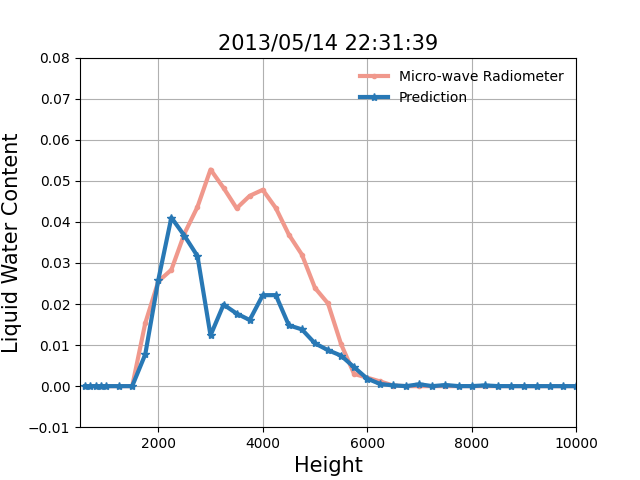 2013/05/14 22:31:39
Micro-wave Radiometer
Prediction
0.08
0.07
0.06
0.05
0.04
0.03
0.02
0.01
0.00
−0.01
Liquid Water Content
2000 4000 6000 8000 10000
Height